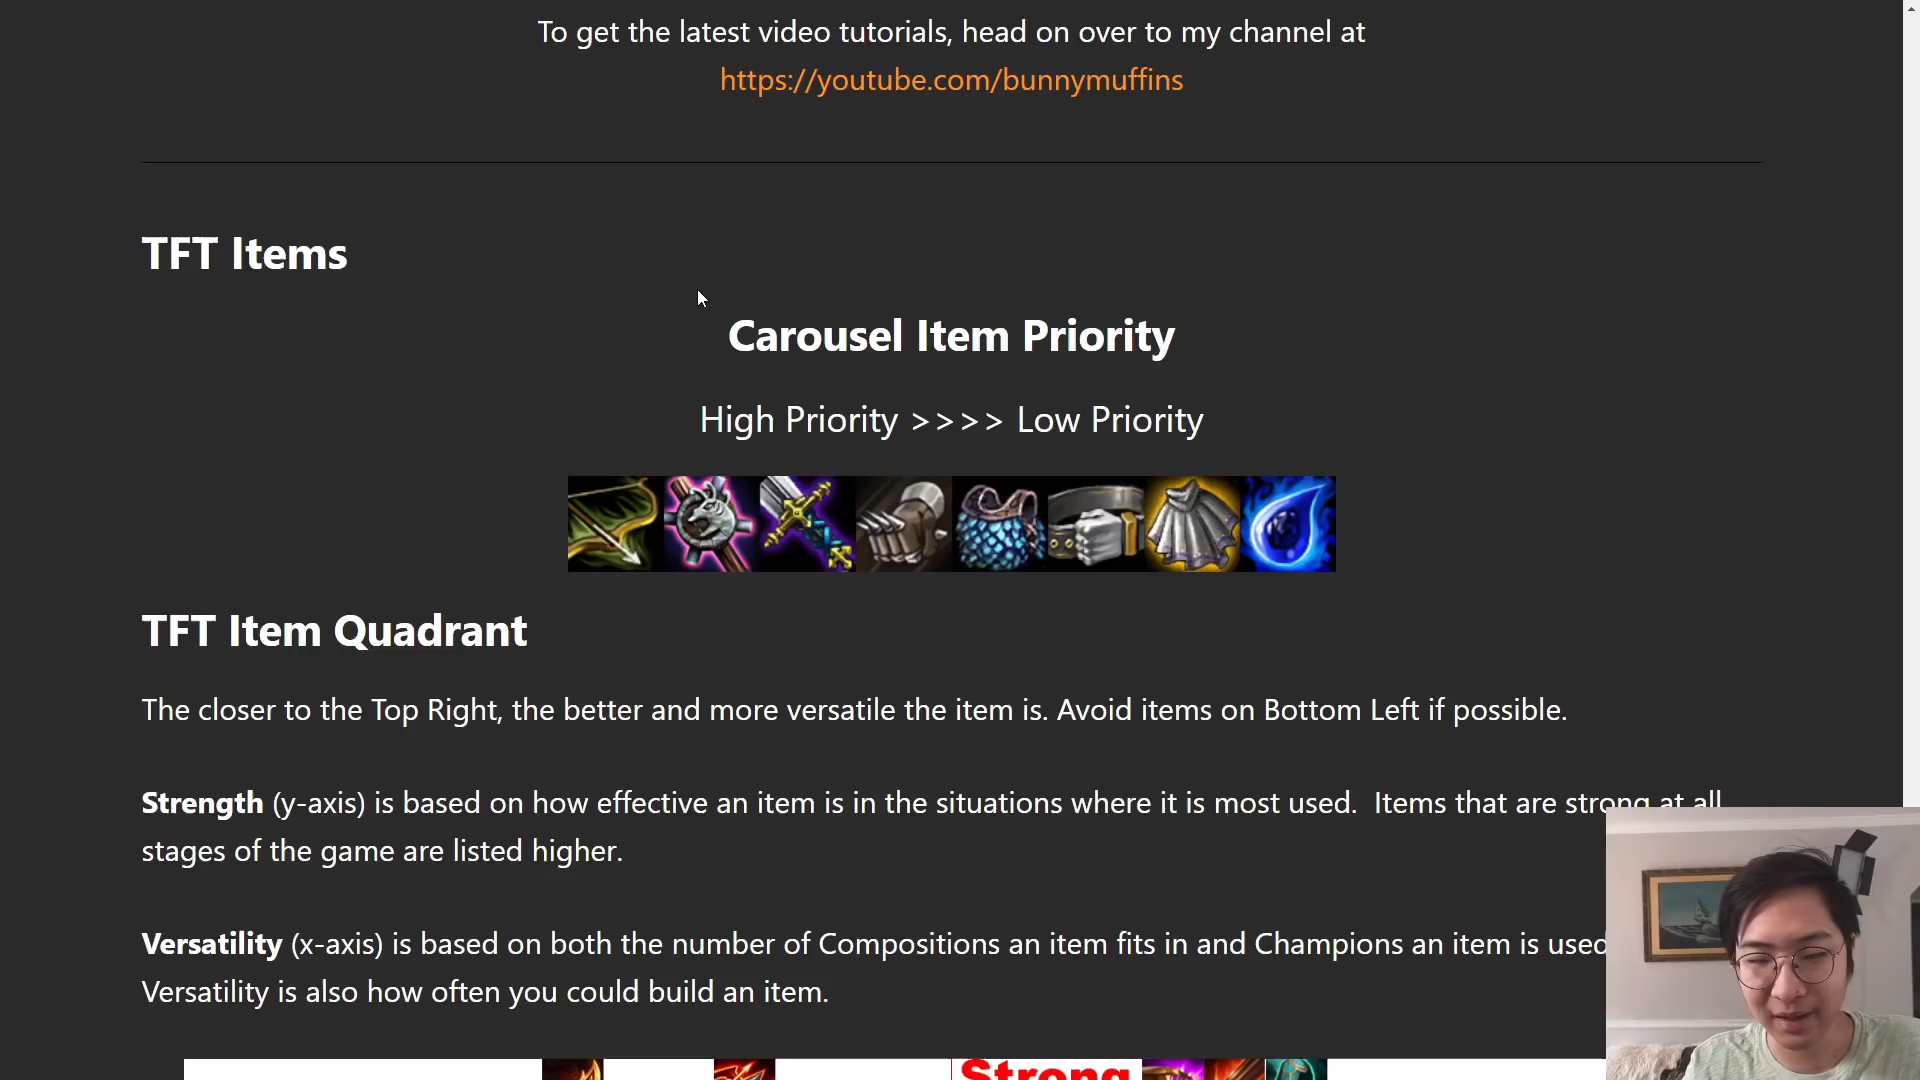 To get the latest video tutorials, head on over to my channel at
https://youtube.com/bunnymuffins
TFT Items
Carousel Item Priority
High Priority >>>> Low Priority
TFT Item Quadrant
The closer to the Top Right, the better and more versatile the item is. Avoid items on Bottom Left if possible.
Strength (y-axis) is based on how effective an item is in the situations where it is most used.  Items that are strong at all
stages of the game are listed higher.
Versatility (x-axis) is based on both the number of Compositions an item fits in and Champions an item is used
Versatility is also how often you could build an item.
Strong